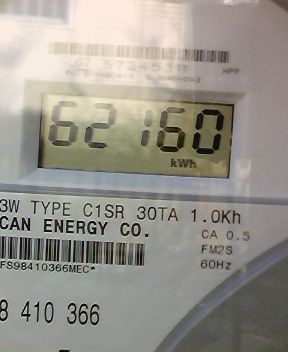 62160
kWh
3W TYPE C1SR 30TA 1.0Kh
CAN ENERGY CO.
CA 0.5
FM2S
FS98410366MEC*
60Hz
8 410 366